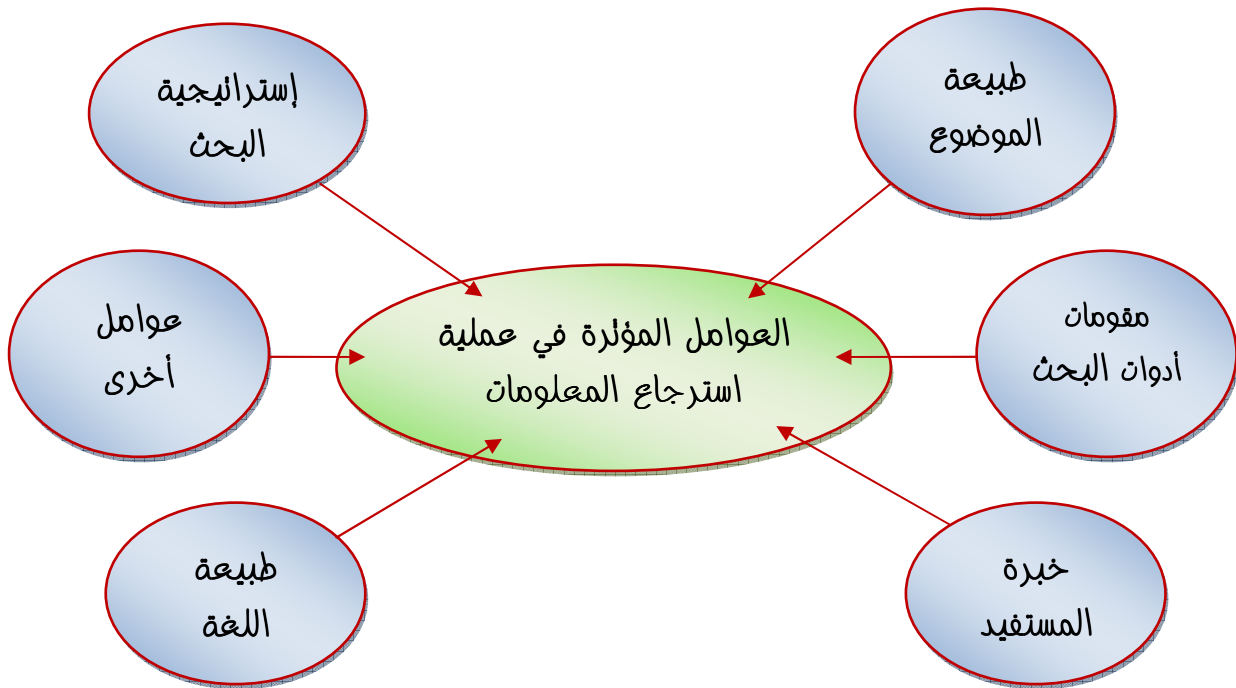 طبيعة
الموضوع
إستراتيجية
البحث
مقومات
أدوات البحث
عوامل
أخرى
العوامل المؤثرة في عملية
استرجاع المعلومات
خبرة
المستفيد
طبيعة
اللغة